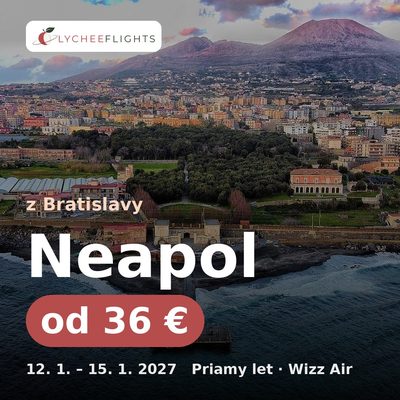 LYCHEEFLIGHTS
z Bratislavy
Neapol
od 36 €
12. 1. – 15. 1. 2027 Priamy let · Wizz Air